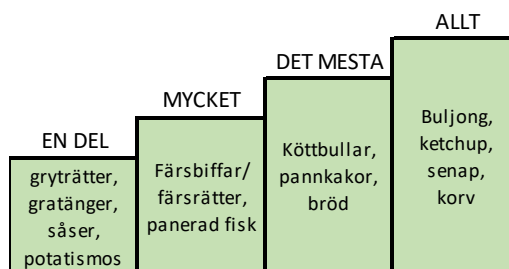 EN DEL
gryträtter,
gratänger,
såser,
potatismos
MYCKET
Färsbiffar/
färsrätter,
panerad fisk
DET MESTA
Köttbullar,
pannkakor,
bröd
ALLT
Buljong,
ketchup,
senap,
korv